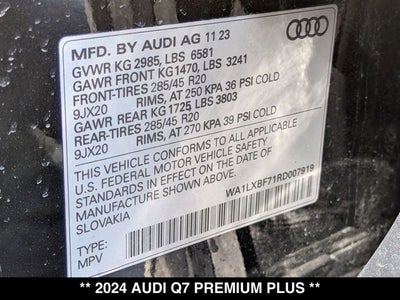 MFD. BY AUDI AG 11 23
GVWR KG 2985, LBS 6581
GAWR FRONT KG1470, LBS 3241
FRONT-TIRES 285/45 R20
9JX20 RIMS, AT 250 KPA 36 PSI COLD
GAWR REAR KG 1725, LBS 3803
REAR-TIRES 285/45 R20
9JX20 RIMS, AT 270 KPA 39 PSI COLD
THIS VEHICLE CONFORMS TO ALL APPLICABLE
U.S. FEDERAL MOTOR VEHICLE SAFETY
STANDARDS IN EFFECT ON THE DATE OF
MANUFACTURE SHOWN ABOVE.
SLOVAKIA
WA1LXBF71RD007919
TYPE:
MPV
** 2024 AUDI Q7 PREMIUM PLUS **